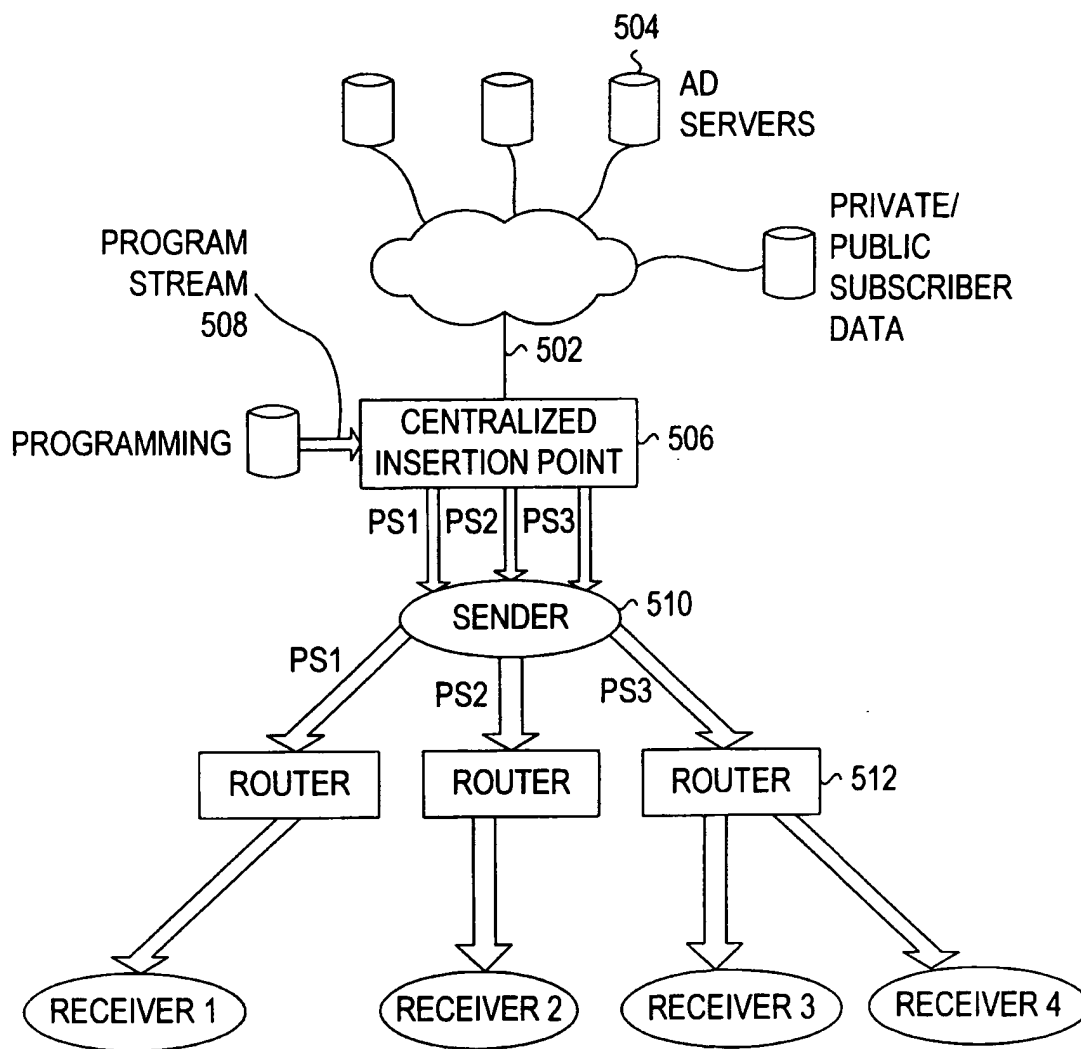 504
AD
SERVERS
PRIVATE/
PUBLIC
SUBSCRIBER
DATA
PROGRAM
STREAM
508
502
PROGRAMMING
CENTRALIZED
INSERTION POINT
506
PS1 PS2 PS3
SENDER
510
PS1
PS2
PS3
ROUTER
ROUTER
ROUTER
512
RECEIVER 1
RECEIVER 2
RECEIVER 3
RECEIVER 4